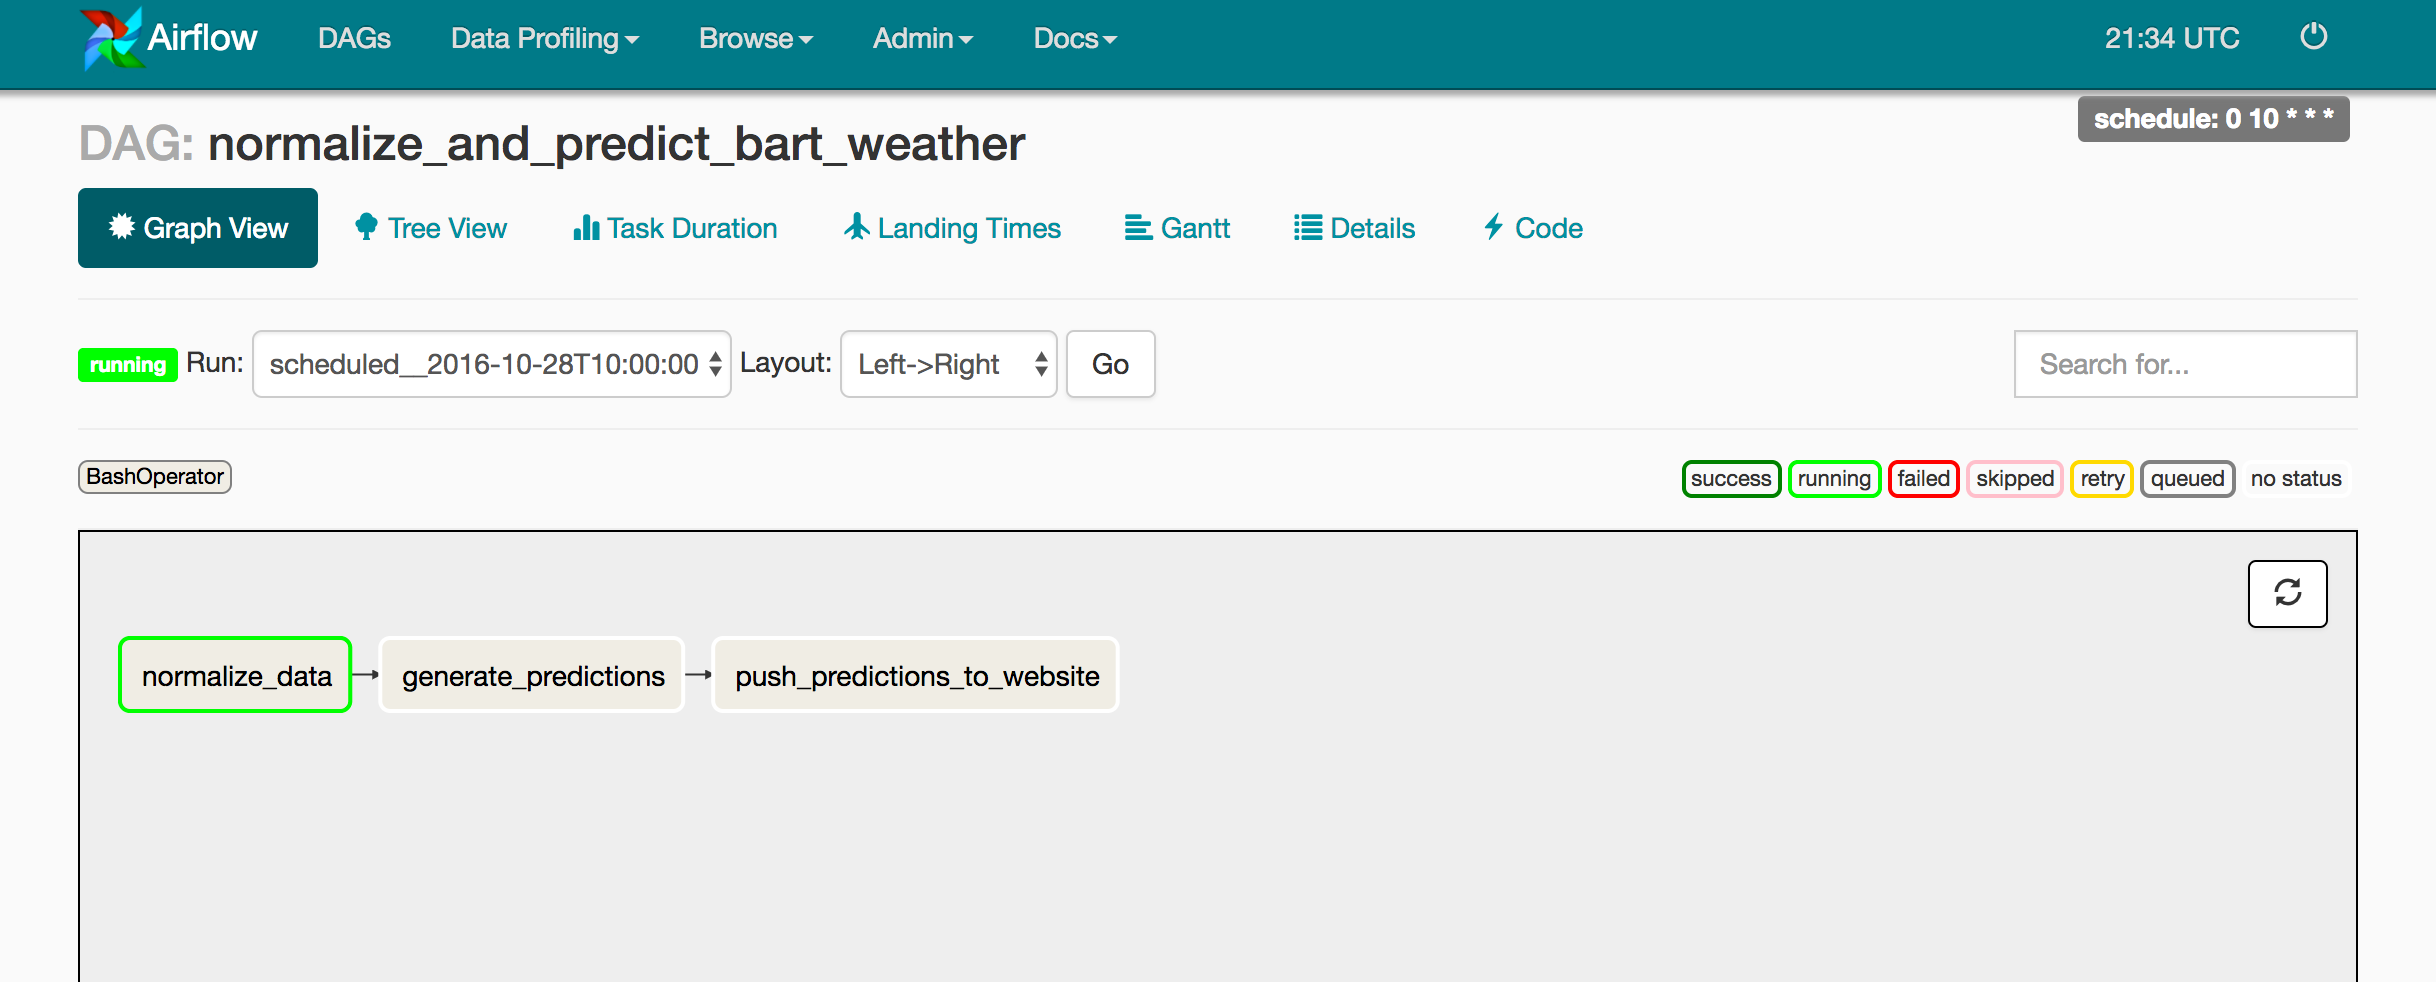 Airflow DAGs Data Profiling Browse Admin Docs 21:34 UTC
schedule: 0 10 * * *
DAG: normalize_and_predict_bart_weather
Graph View Tree View Task Duration Landing Times Gantt Details Code
running Run: scheduled__2016-10-28T10:00:00 Layout: Left->Right Go Search for...
BashOperator success running failed skipped retry queued no status
normalize_data generate_predictions push_predictions_to_website